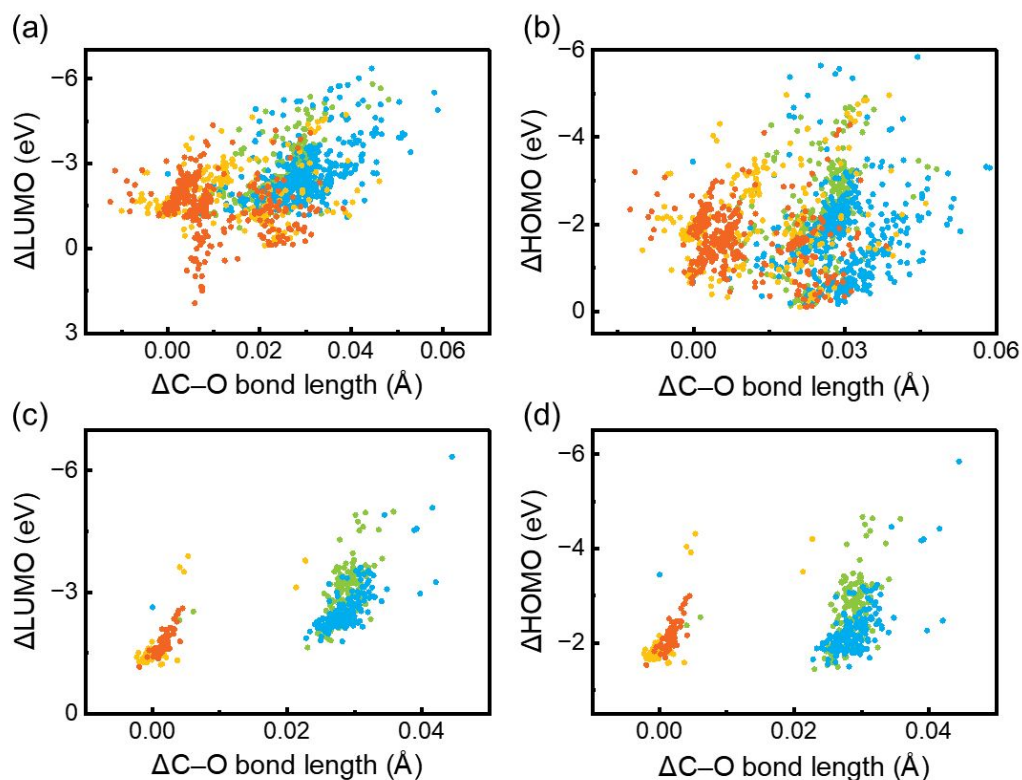 (a)
ΔLUMO (eV)
−6
−3
0
3
0.00 0.02 0.04 0.06
ΔC–O bond length (Å)
(b)
ΔHOMO (eV)
−6
−4
−2
0
0.00 0.03 0.06
ΔC–O bond length (Å)
(c)
ΔLUMO (eV)
−6
−3
0
0.00 0.02 0.04
ΔC–O bond length (Å)
(d)
ΔHOMO (eV)
−6
−4
−2
0.00 0.02 0.04
ΔC–O bond length (Å)